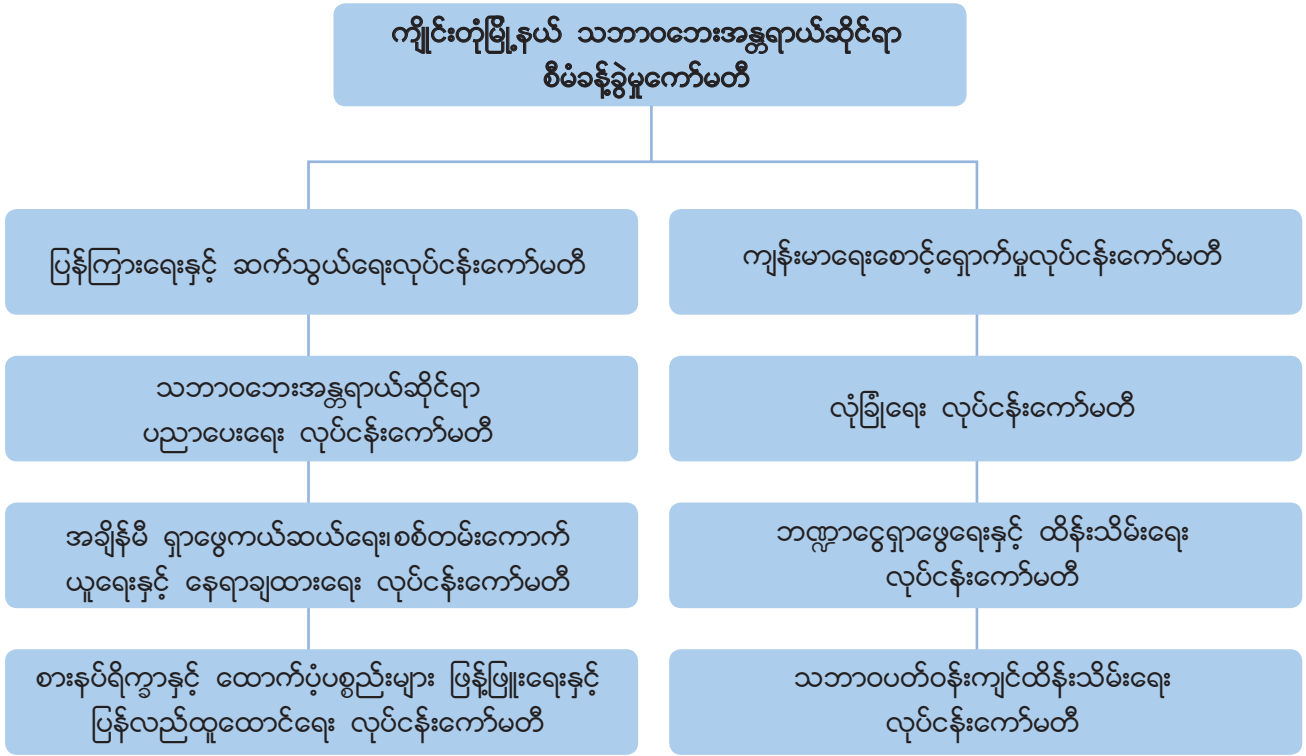 ကျိုင်းတုံမြို့နယ် သဘာဝဘေးအန္တရာယ်ဆိုင်ရာ
စီမံခန့်ခွဲမှုကော်မတီ
ပြန်ကြားရေးနှင့် ဆက်သွယ်ရေးလုပ်ငန်းကော်မတီ
သဘာဝဘေးအန္တရာယ်ဆိုင်ရာ
ပညာပေးရေး လုပ်ငန်းကော်မတီ
အချိန်မီ ရှာဖွေကယ်ဆယ်ရေး၊စစ်တမ်းကောက်
ယူရေးနှင့် နေရာချထားရေး လုပ်ငန်းကော်မတီ
စားနပ်ရိက္ခာနှင့် ထောက်ပံ့ပစ္စည်းများ ဖြန့်ဖြူးရေးနှင့်
ပြန်လည်ထူထောင်ရေး လုပ်ငန်းကော်မတီ
ကျန်းမာရေးစောင့်ရှောက်မှုလုပ်ငန်းကော်မတီ
လုံခြုံရေး လုပ်ငန်းကော်မတီ
ဘဏ္ဍာငွေရှာဖွေရေးနှင့် ထိန်းသိမ်းရေး
လုပ်ငန်းကော်မတီ
သဘာဝပတ်ဝန်းကျင်ထိန်းသိမ်းရေး
လုပ်ငန်းကော်မတီ